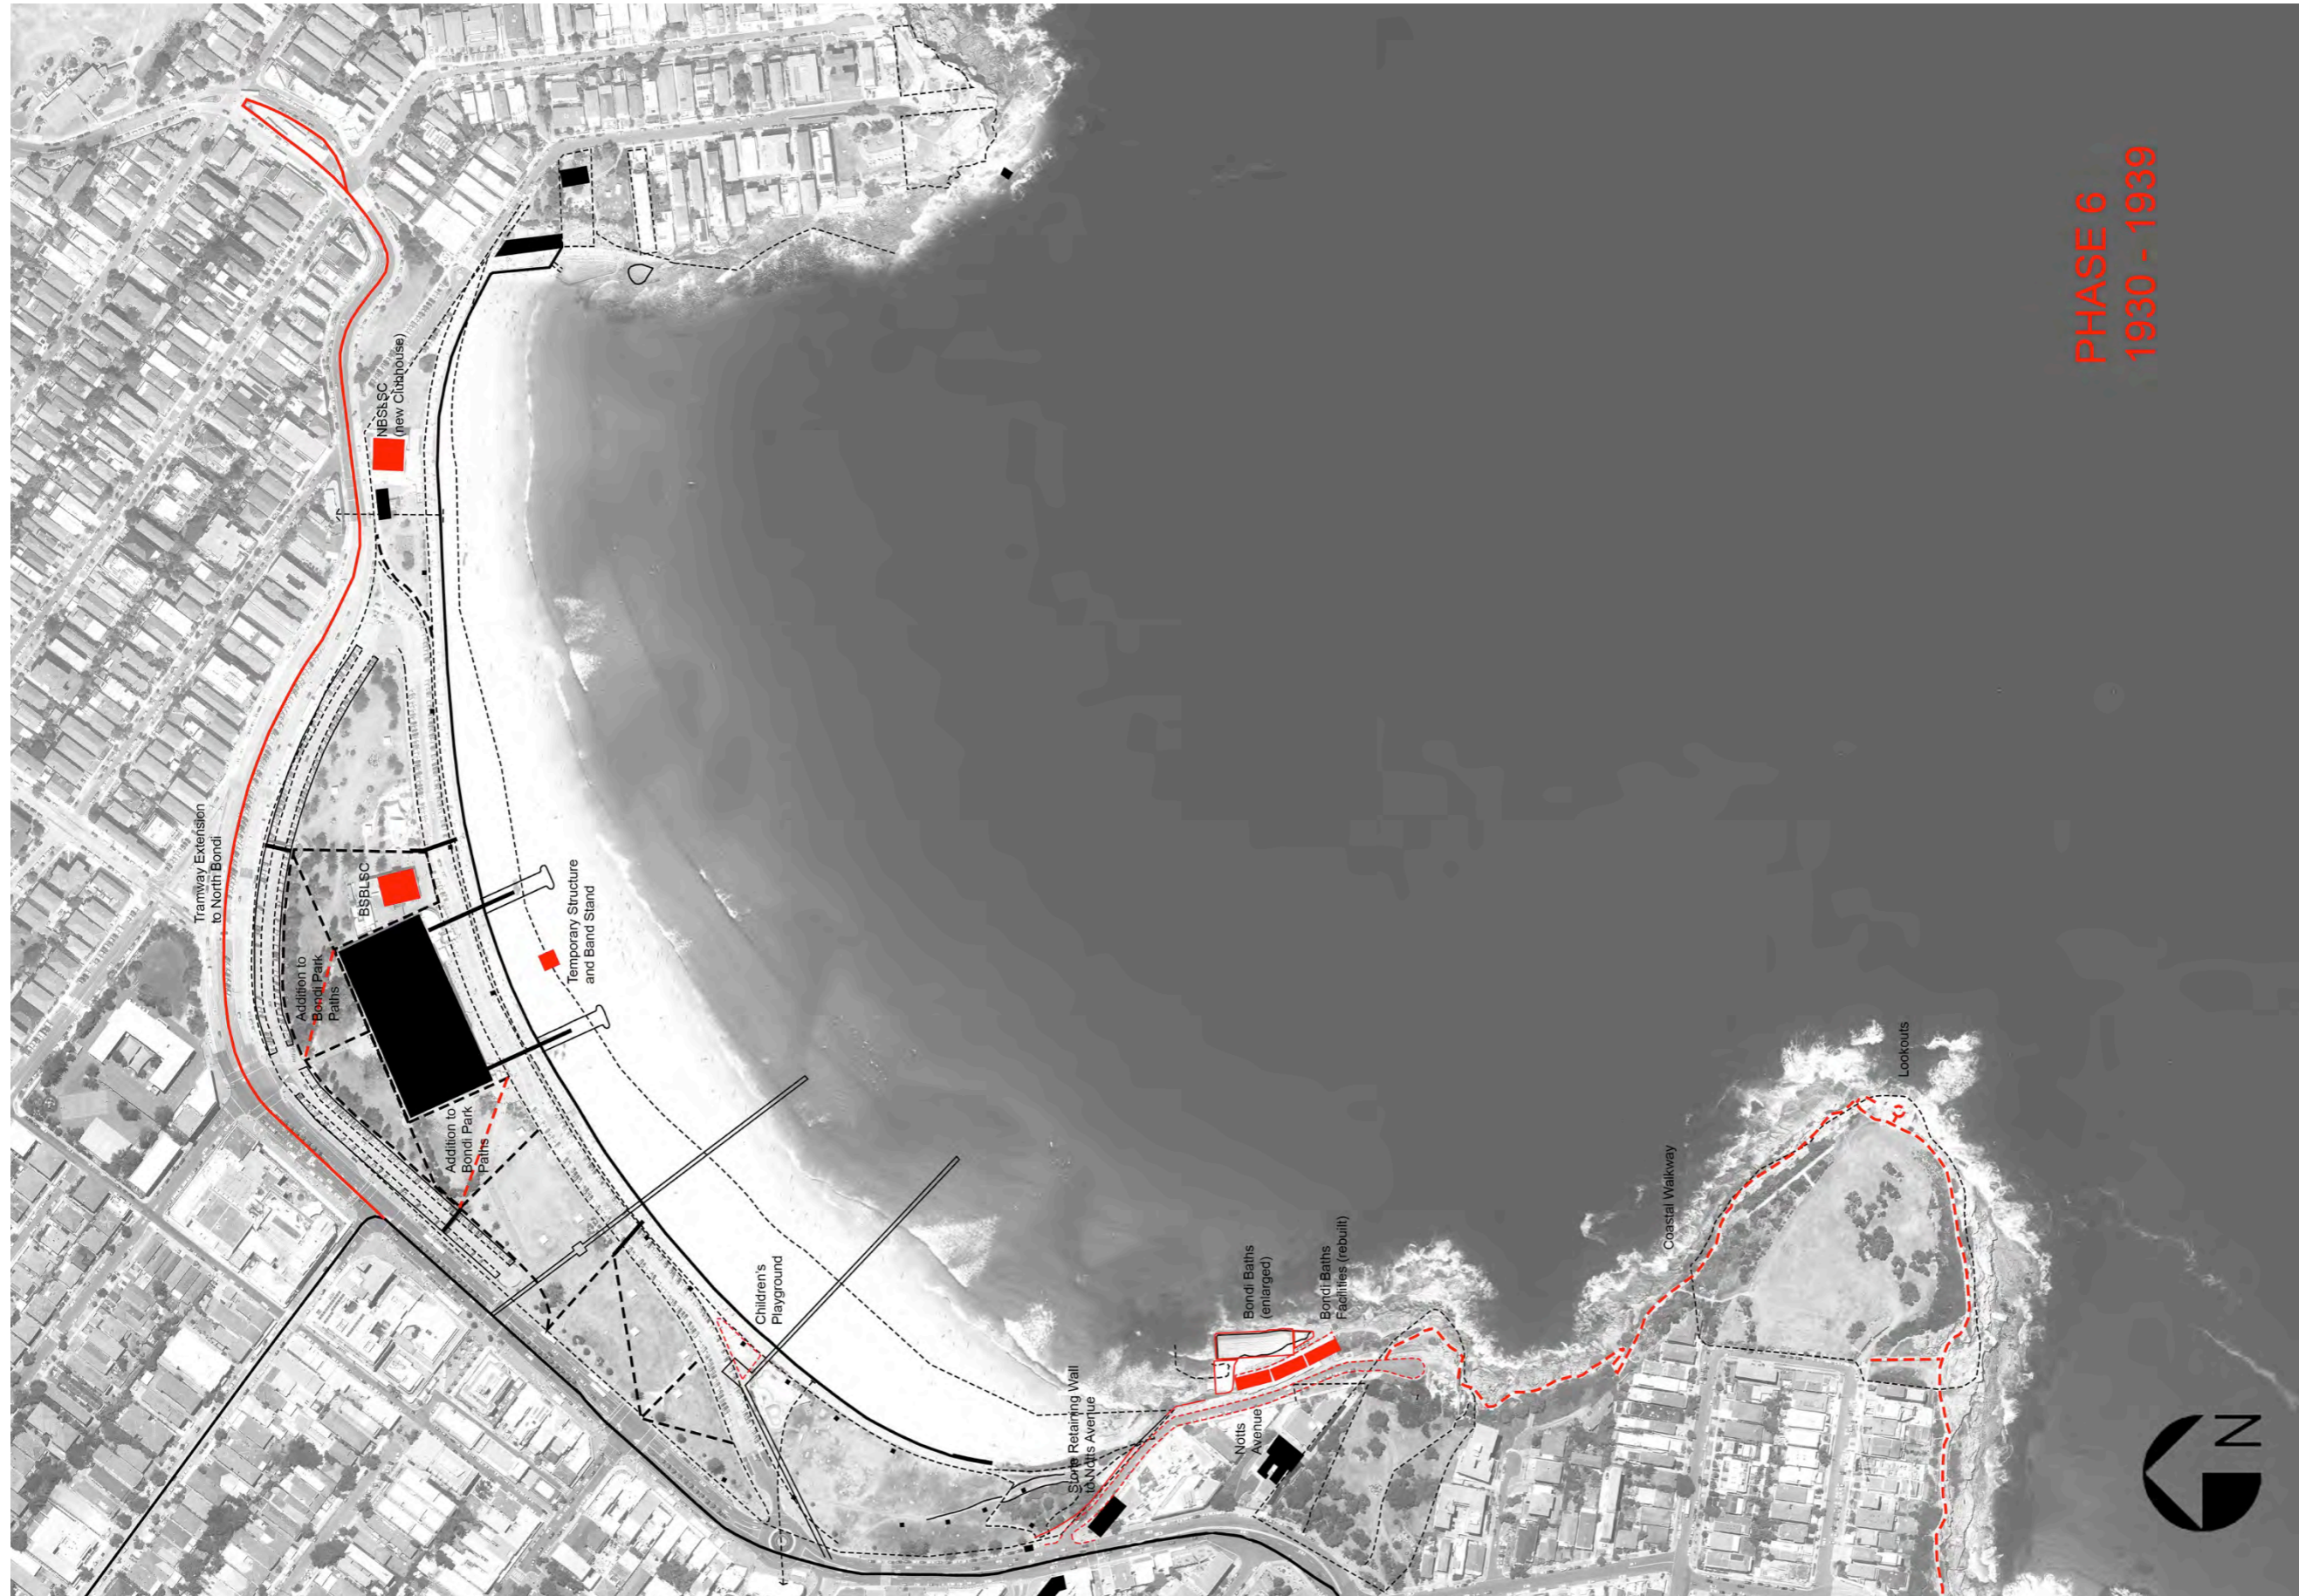 PHASE 6
1930 - 1939
NBSLSC
(new Clubhouse)
Tramway Extension
to North Bondi
BSBLSC
Temporary Structure
and Band Stand
Addition to
Bondi Park
Paths
Addition to
Bondi Park
Paths
Children's
Playground
Stone Retaining Wall
to Notts Avenue
Notts
Avenue
Bondi Baths
(enlarged)
Bondi Baths
Facilities (rebuilt)
Coastal Walkway
Lookouts
N